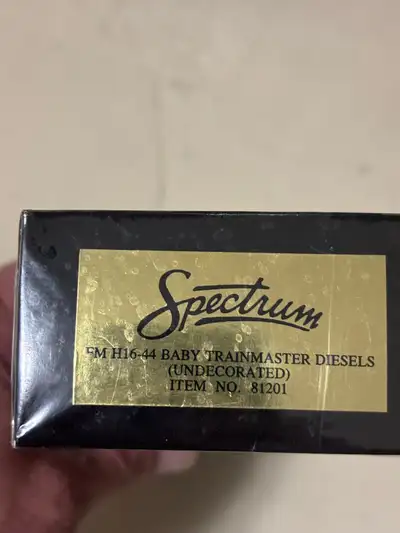 Spectrum
FM H16-44 BABY TRAINMASTER DIESELS
(UNDECORATED)
ITEM NO. 81201